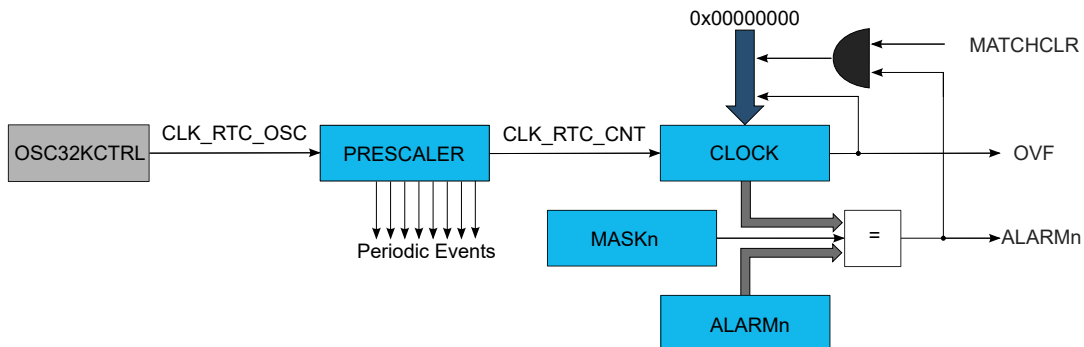 0x00000000
MATCHCLR
CLK_RTC_OSC
CLK_RTC_CNT
OSC32KCTRL
PRESCALER
CLOCK
OVF
Periodic Events
MASKn
=
ALARMn
ALARMn